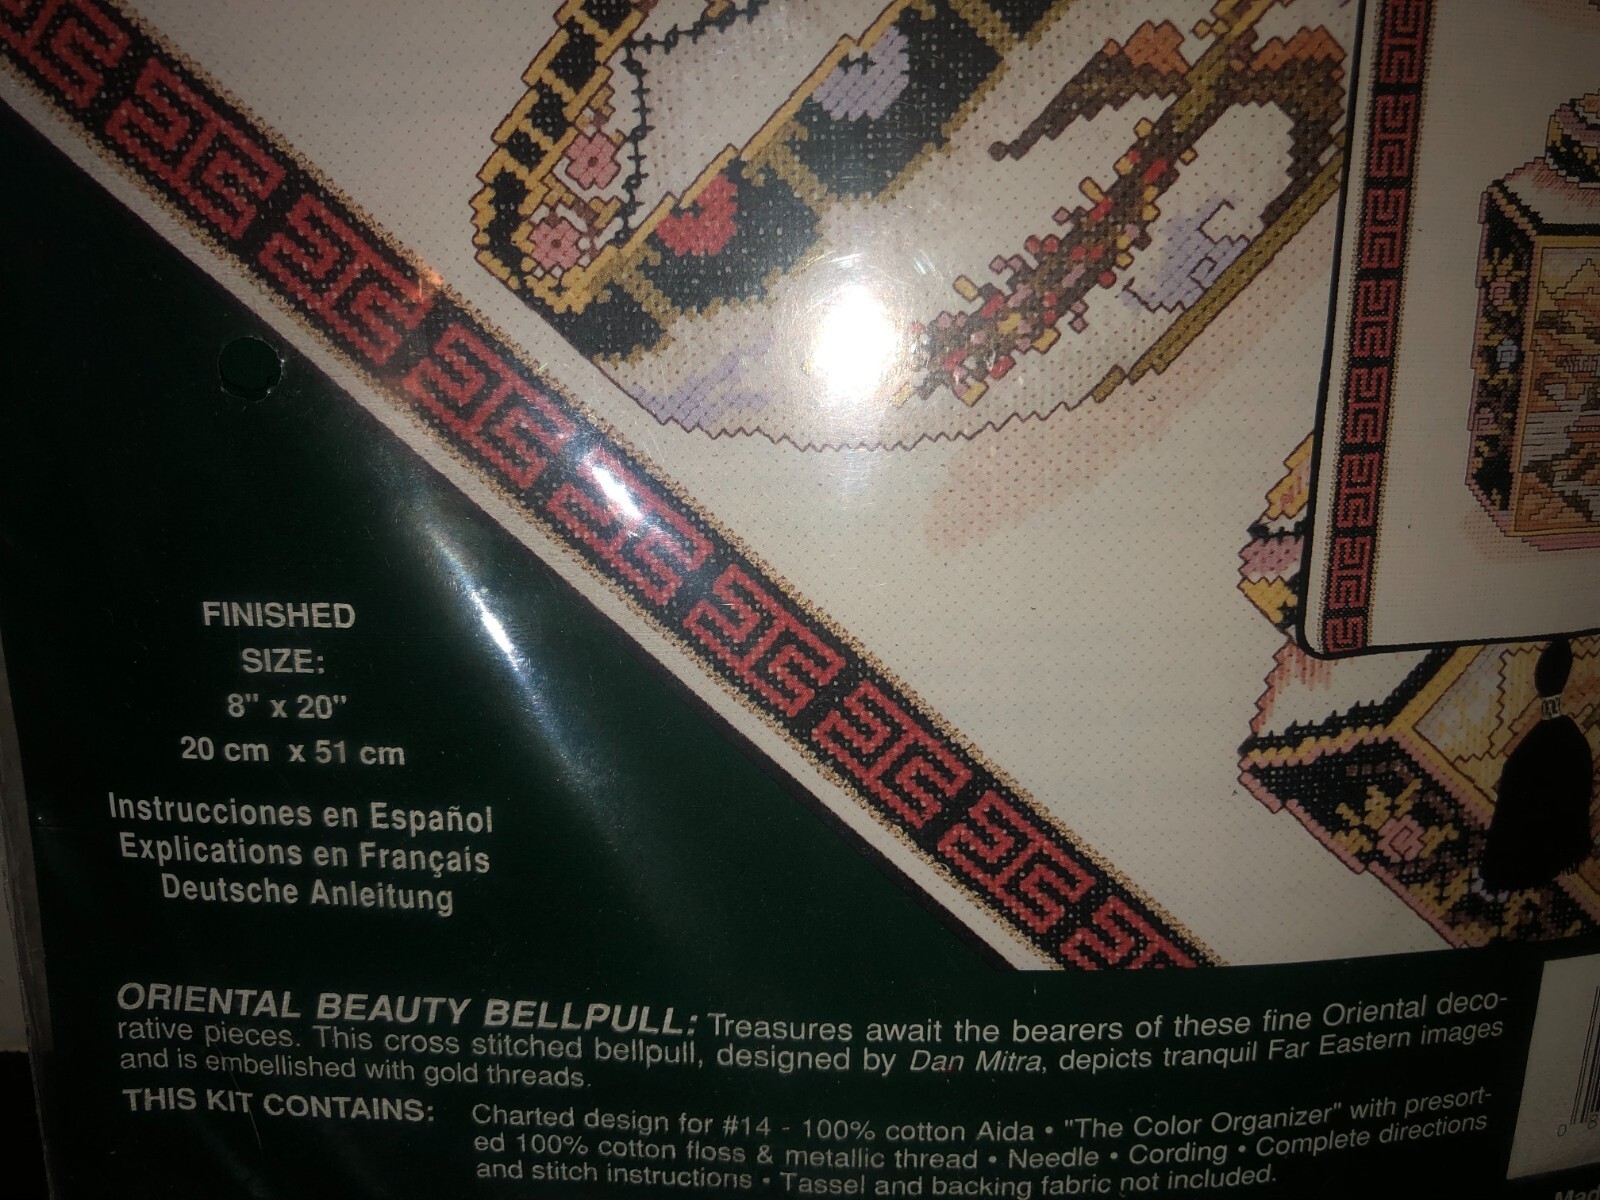 FINISHED
SIZE:
8" x 20"
20 cm x 51 cm
Instrucciones en Español
Explications en Français
Deutsche Anleitung
ORIENTAL BEAUTY BELLPULL: Treasures await the bearers of these fine Oriental deco-
rative pieces. This cross stitched bellpull, designed by Dan Mitra, depicts tranquil Far Eastern images
and is embellished with gold threads.
THIS KIT CONTAINS: Charted design for #14 - 100% cotton Aida • "The Color Organizer" with presort-
ed 100% cotton floss & metallic thread • Needle • Cording • Complete directions
and stitch instructions • Tassel and backing fabric not included.
0